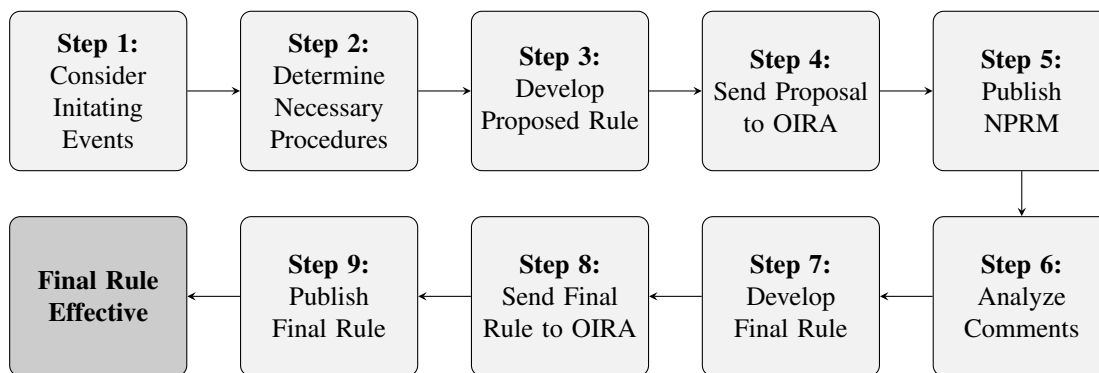 Step 1:
Consider
Initating
Events
Step 2:
Determine
Necessary
Procedures
Step 3:
Develop
Proposed Rule
Step 4:
Send Proposal
to OIRA
Step 5:
Publish
NPRM
Step 6:
Analyze
Comments
Step 7:
Develop
Final Rule
Step 8:
Send Final
Rule to OIRA
Step 9:
Publish
Final Rule
Final Rule
Effective